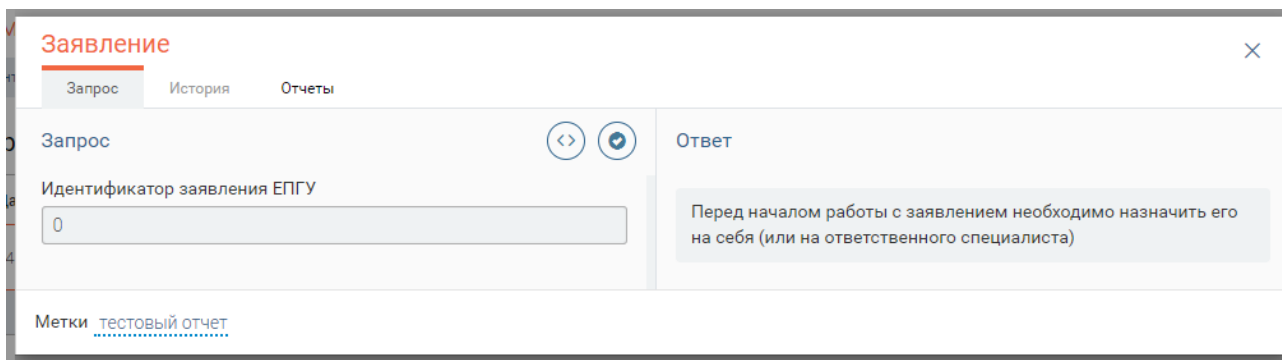 Заявление
Запрос История Отчеты
Запрос
Идентификатор заявления ЕПГУ
0
Ответ
Перед началом работы с заявлением необходимо назначить его
на себя (или на ответственного специалиста)
Метки тестовый отчет